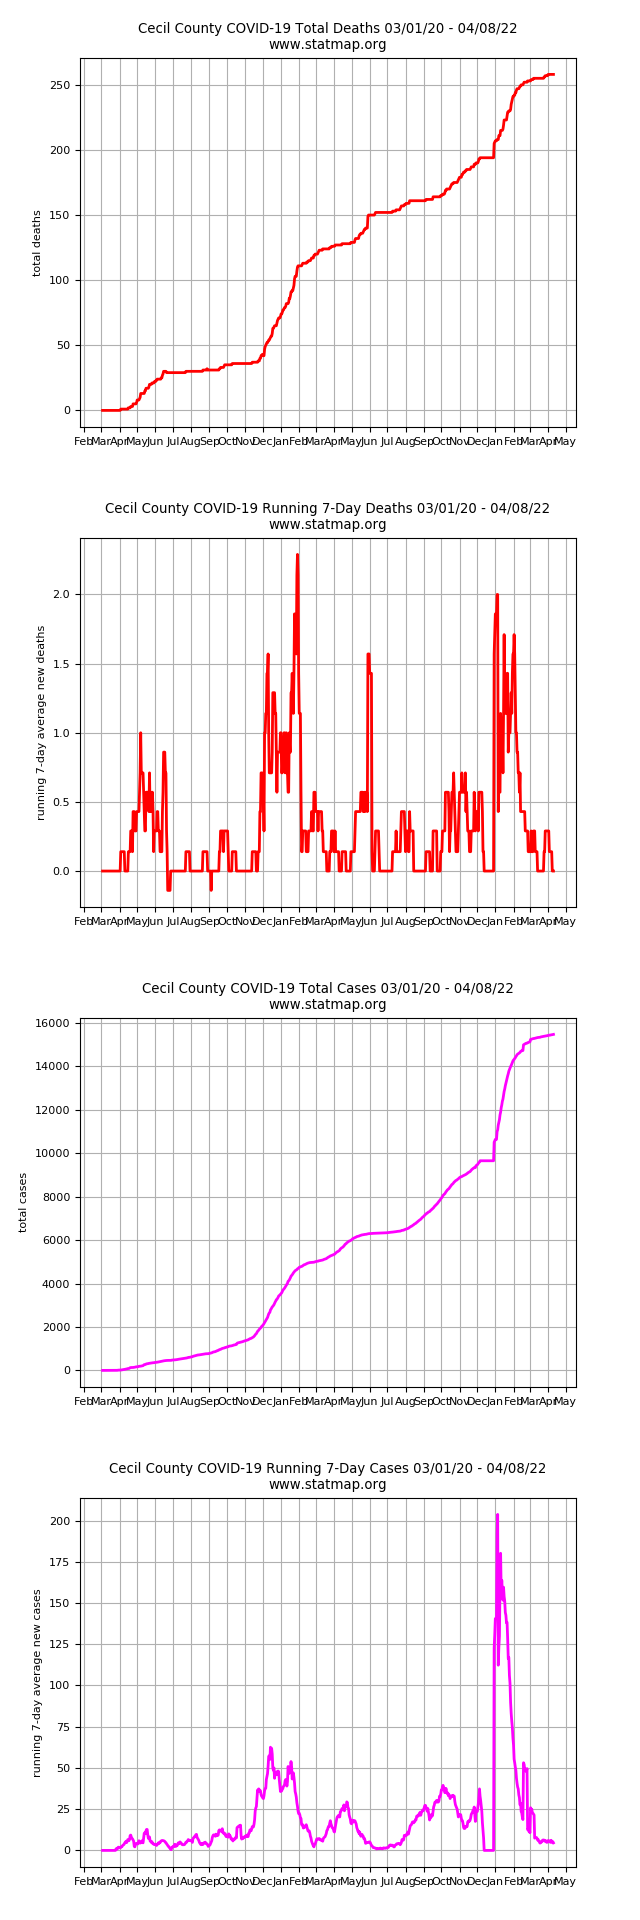 Cecil County COVID-19 Total Deaths 03/01/20 - 04/08/22
www.statmap.org
250
200
150
100
50
0
total deaths
Feb Mar Apr May Jun Jul Aug Sep Oct Nov Dec Jan Feb Mar Apr May Jun Jul Aug Sep Oct Nov Dec Jan Feb Mar Apr May
Cecil County COVID-19 Running 7-Day Deaths 03/01/20 - 04/08/22
www.statmap.org
2.0
1.5
1.0
0.5
0.0
running 7-day average new deaths
Feb Mar Apr May Jun Jul Aug Sep Oct Nov Dec Jan Feb Mar Apr May Jun Jul Aug Sep Oct Nov Dec Jan Feb Mar Apr May
Cecil County COVID-19 Total Cases 03/01/20 - 04/08/22
www.statmap.org
16000
14000
12000
10000
8000
6000
4000
2000
0
total cases
Feb Mar Apr May Jun Jul Aug Sep Oct Nov Dec Jan Feb Mar Apr May Jun Jul Aug Sep Oct Nov Dec Jan Feb Mar Apr May
Cecil County COVID-19 Running 7-Day Cases 03/01/20 - 04/08/22
www.statmap.org
200
175
150
125
100
75
50
25
0
running 7-day average new cases
Feb Mar Apr May Jun Jul Aug Sep Oct Nov Dec Jan Feb Mar Apr May Jun Jul Aug Sep Oct Nov Dec Jan Feb Mar Apr May